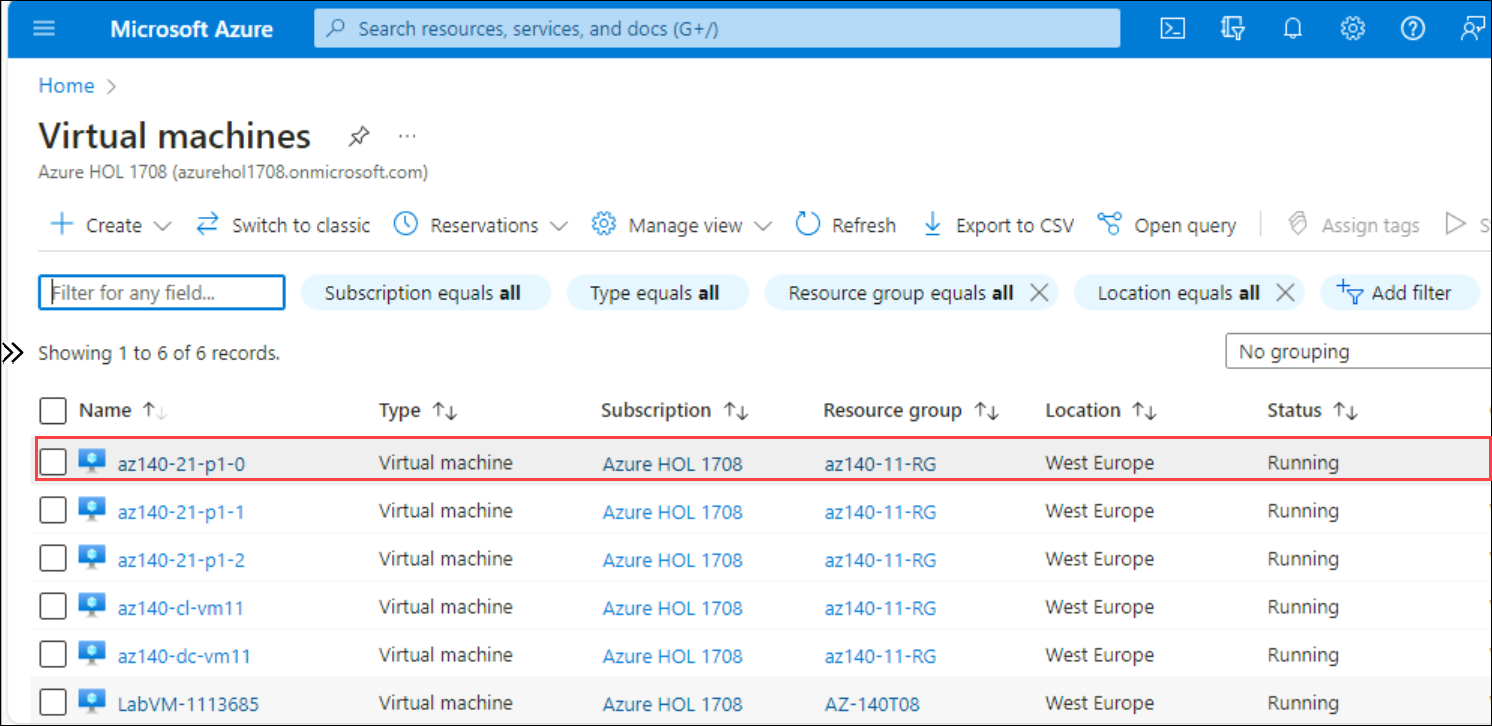 Microsoft Azure Search resources, services, and docs (G+/)
Home
Virtual machines ...
Azure HOL 1708 (azurehol1708.onmicrosoft.com)
Create Switch to classic Reservations Manage view Refresh Export to CSV Open query Assign tags
Filter for any field... Subscription equals all Type equals all Resource group equals all Location equals all Add filter
Showing 1 to 6 of 6 records. No grouping
Name Type Subscription Resource group Location Status
az140-21-p1-0 Virtual machine Azure HOL 1708 az140-11-RG West Europe Running
az140-21-p1-1 Virtual machine Azure HOL 1708 az140-11-RG West Europe Running
az140-21-p1-2 Virtual machine Azure HOL 1708 az140-11-RG West Europe Running
az140-cl-vm11 Virtual machine Azure HOL 1708 az140-11-RG West Europe Running
az140-dc-vm11 Virtual machine Azure HOL 1708 az140-11-RG West Europe Running
LabVM-1113685 Virtual machine Azure HOL 1708 AZ-140T08 West Europe Running